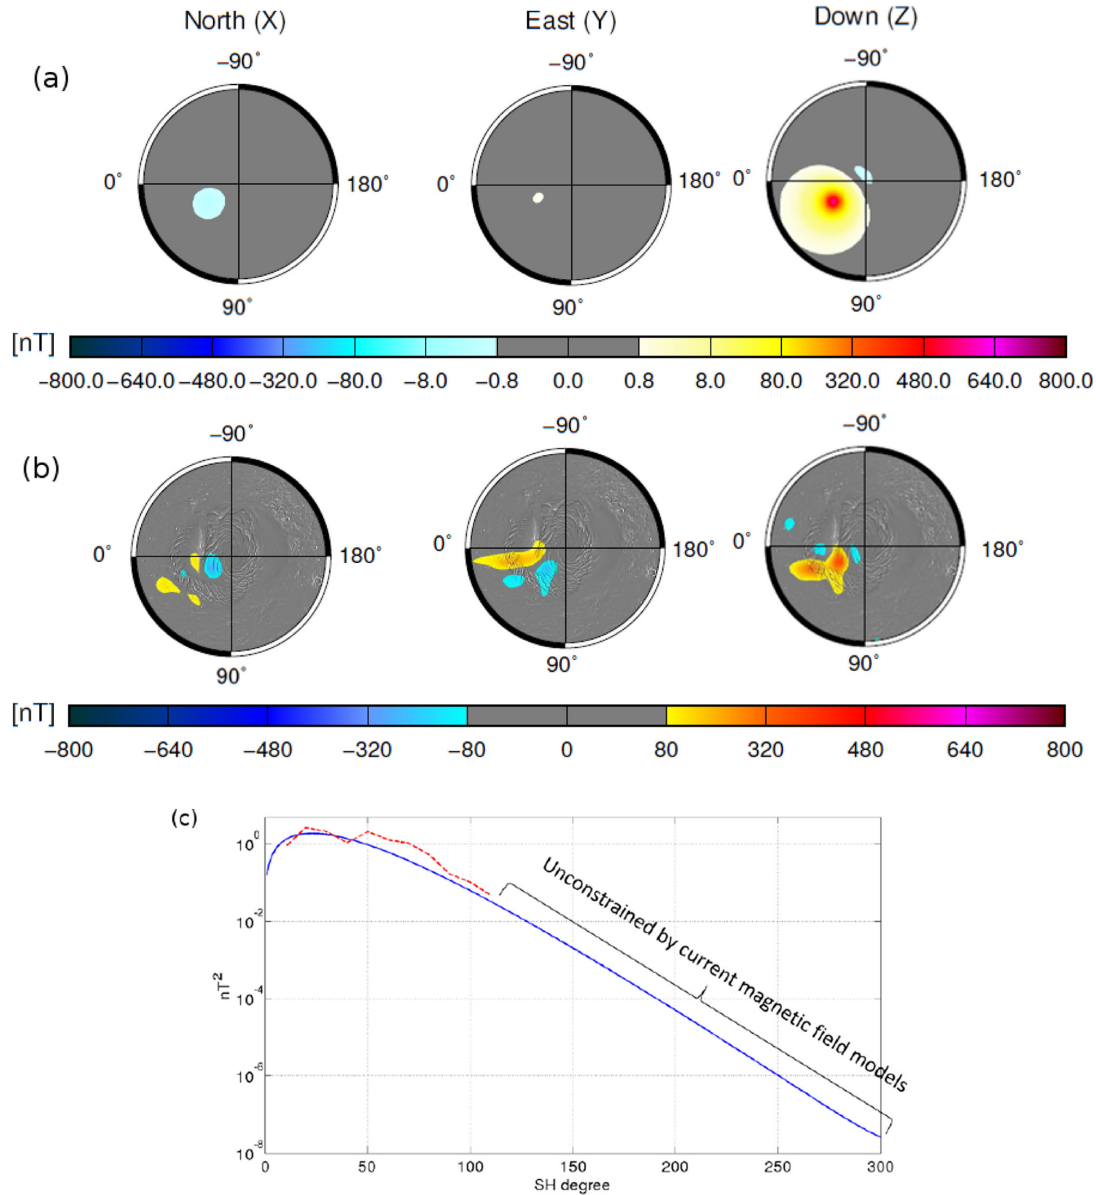 North (X) East (Y) Down (Z)
(a)
−90° −90° −90°
0° 180° 0° 180° 0° 180°
90° 90° 90°
[nT]
−800.0 −640.0 −480.0 −320.0 −80.0 −8.0 −0.8 0.0 0.8 8.0 80.0 320.0 480.0 640.0 800.0
(b)
−90° −90° −90°
0° 180° 0° 180° 0° 180°
90° 90° 90°
[nT]
−800 −640 −480 −320 −80 0 80 320 480 640 800
(c)
Unconstrained by current magnetic field models
nT²
10⁰
10⁻²
10⁻⁴
10⁻⁶
10⁻⁸
0 50 100 150 200 250 300
SH degree